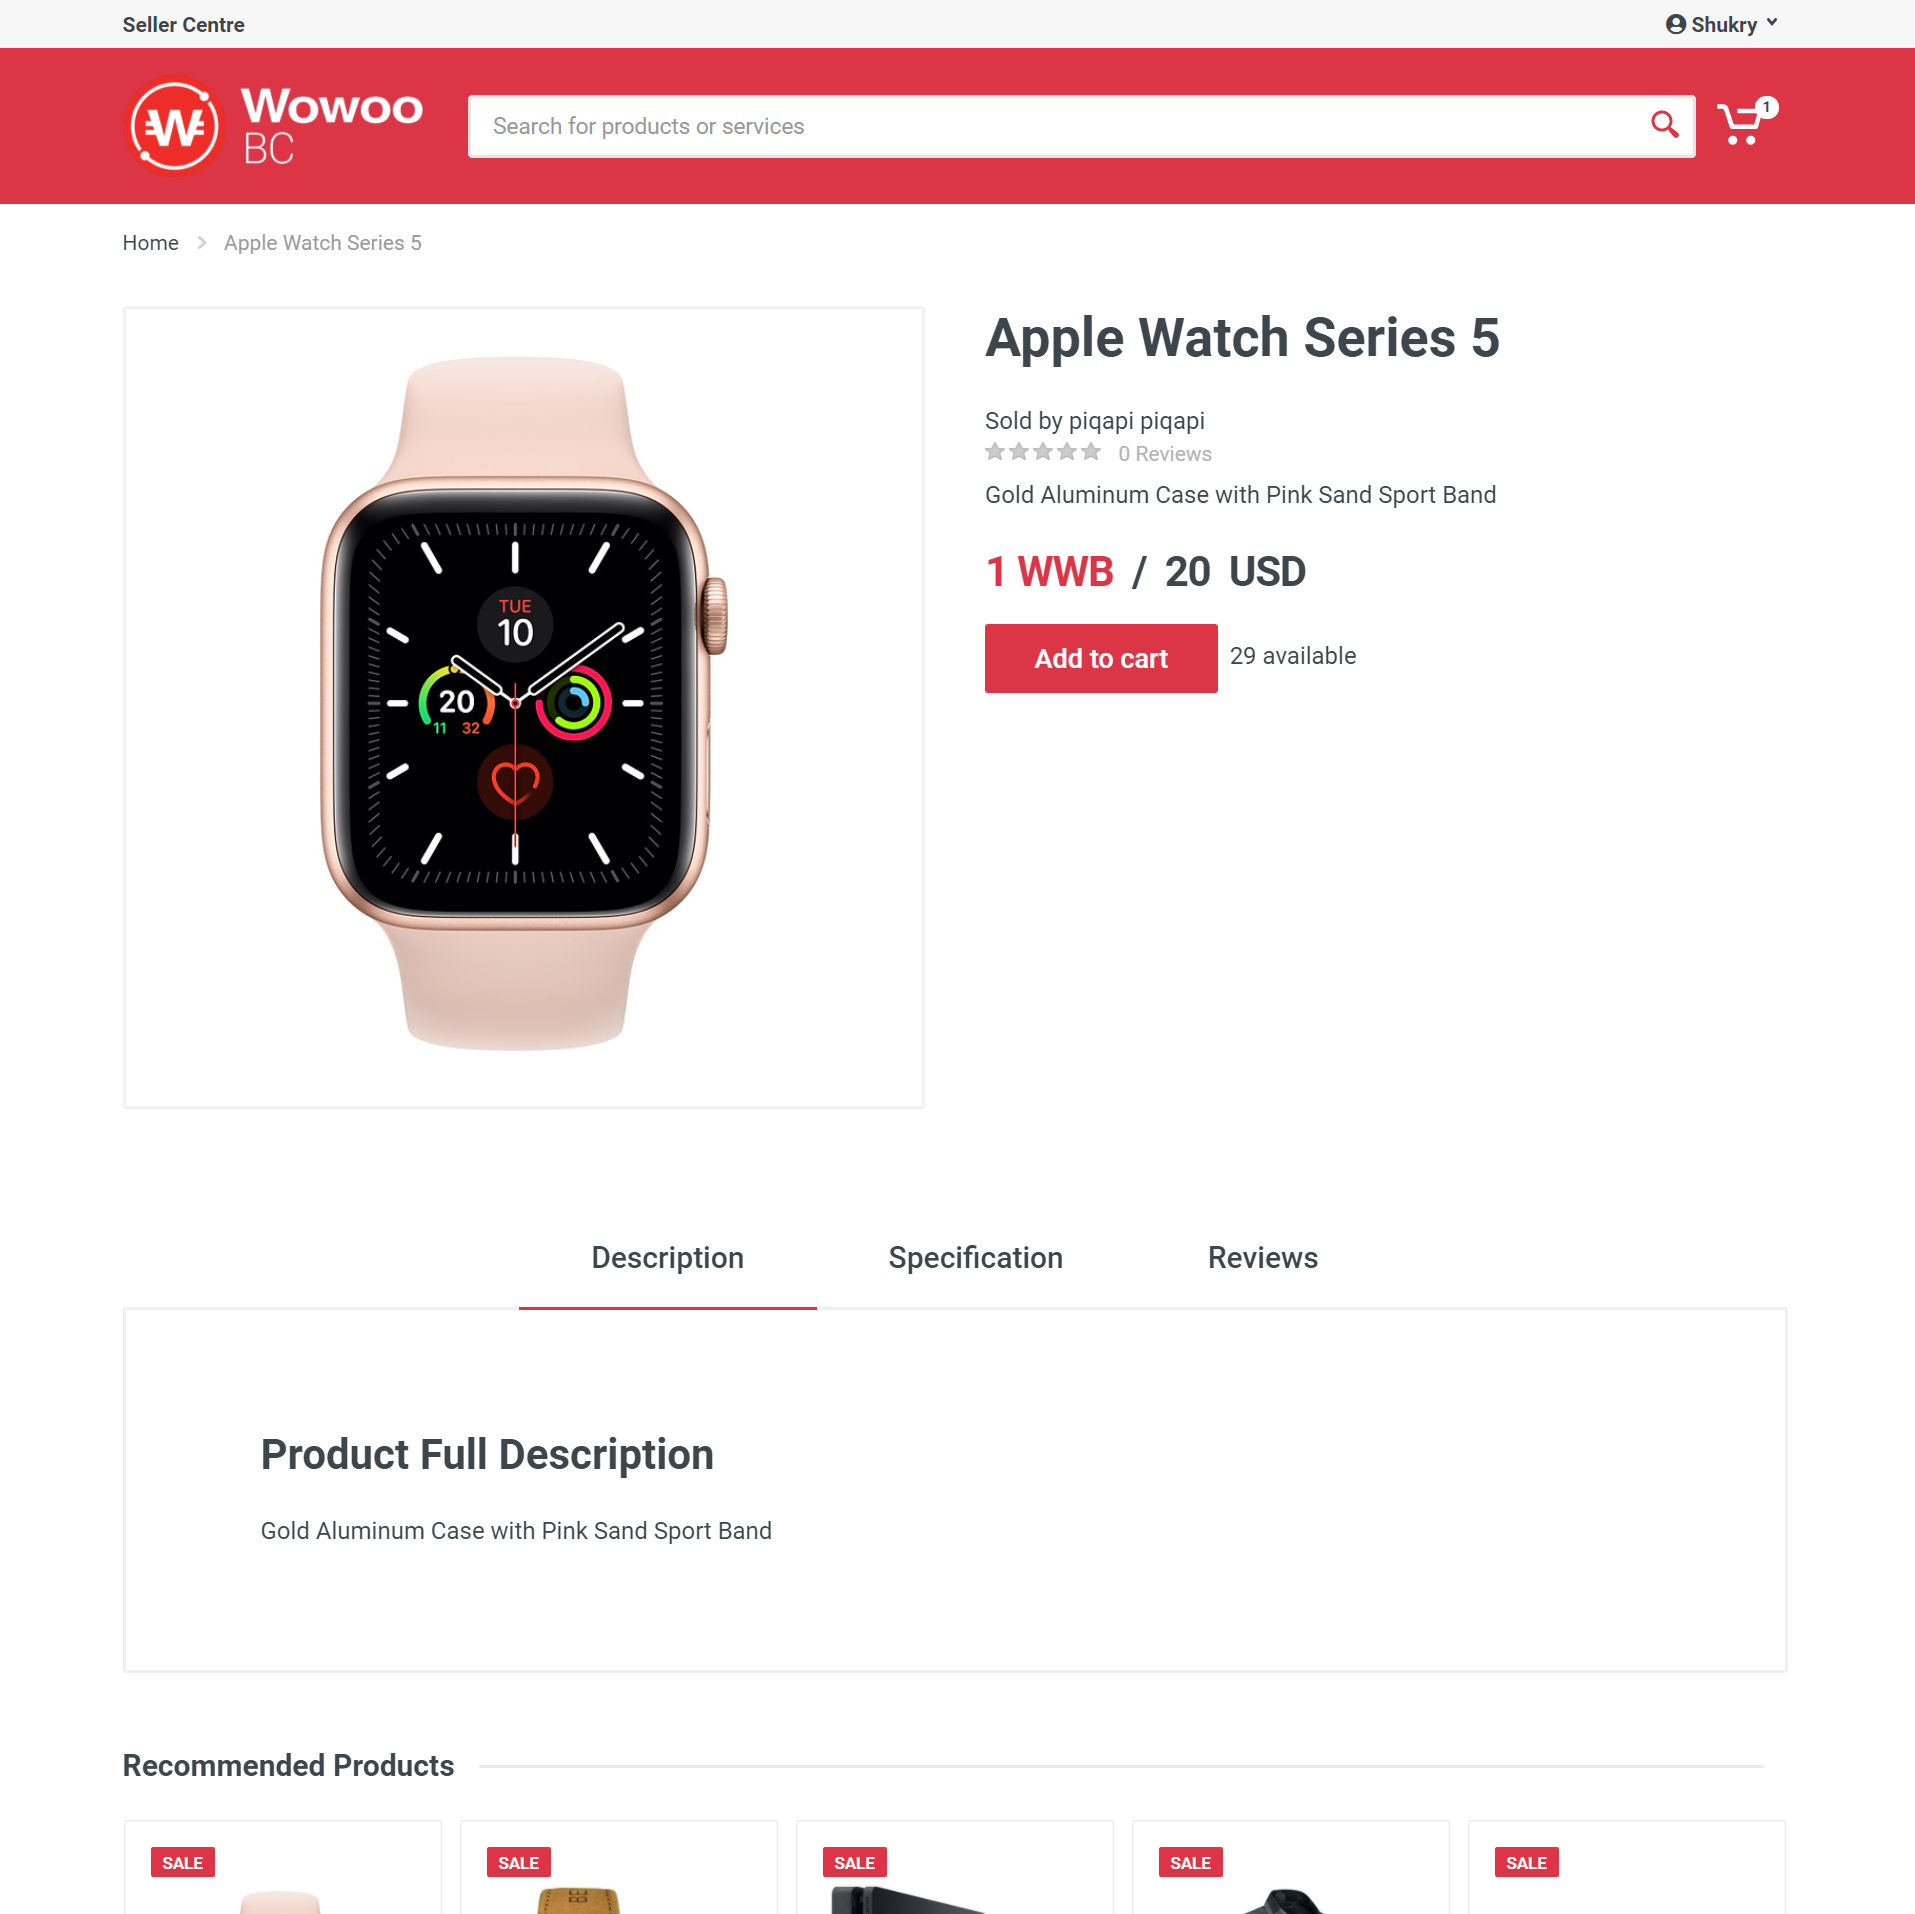 Seller Centre
Shukry
W
Wowoo
BC
Search for products or services
1
Home
Apple Watch Series 5
Apple Watch Series 5
Sold by piqapi piqapi
0 Reviews
Gold Aluminum Case with Pink Sand Sport Band
1 WWB / 20 USD
Add to cart
29 available
TUE
10
20
11 32
Description
Specification
Reviews
Product Full Description
Gold Aluminum Case with Pink Sand Sport Band
Recommended Products
SALE
SALE
SALE
SALE
SALE